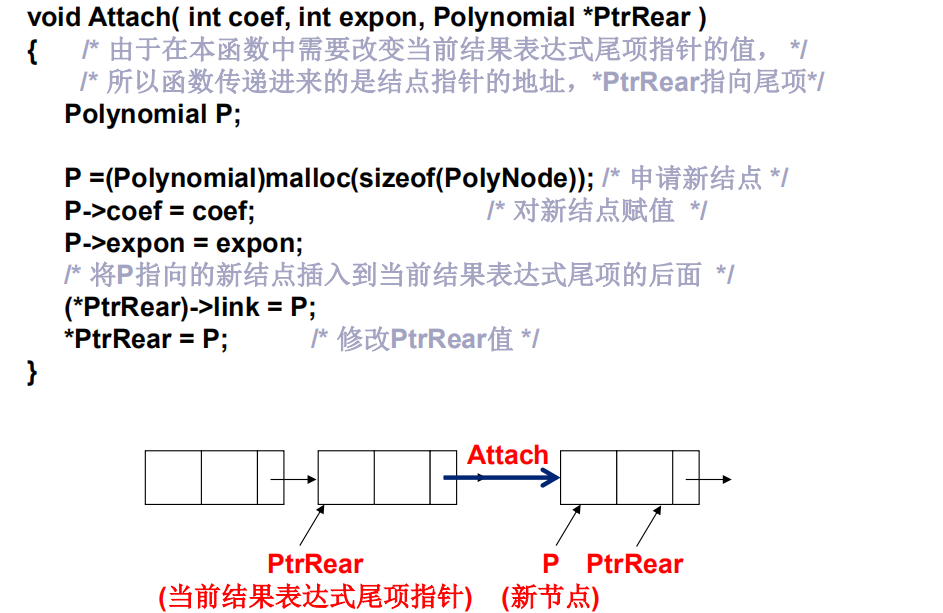 void Attach( int coef, int expon, Polynomial *PtrRear )
{ /* 由于在本函数中需要改变当前结果表达式尾项指针的值， */
/* 所以函数传递进来的是结点指针的地址，*PtrRear指向尾项*/
Polynomial P;
P =(Polynomial)malloc(sizeof(PolyNode)); /* 申请新结点 */
P->coef = coef; /* 对新结点赋值 */
P->expon = expon;
/* 将P指向的新结点插入到当前结果表达式尾项的后面 */
(*PtrRear)->link = P;
*PtrRear = P; /* 修改PtrRear值 */
}
Attach
PtrRear P PtrRear
(当前结果表达式尾项指针) (新节点)